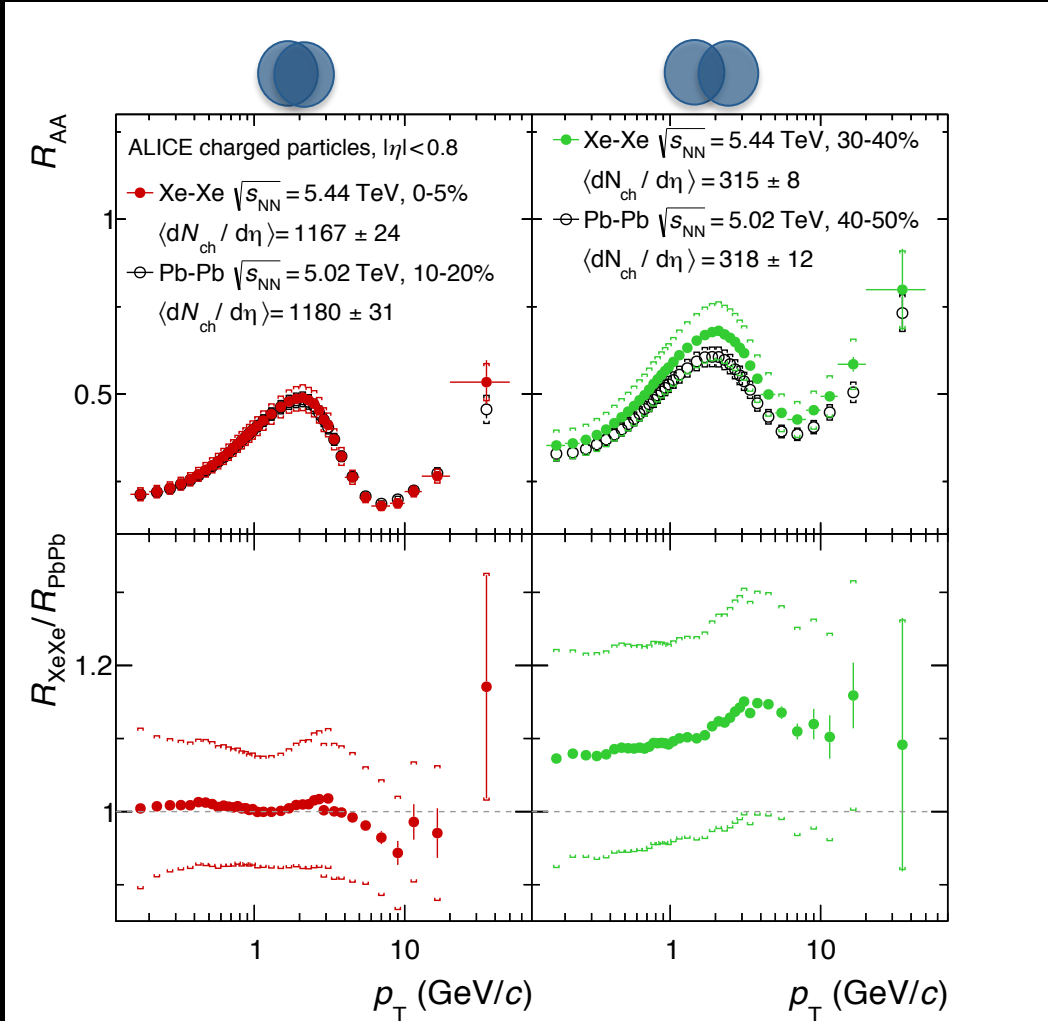 R_AA
ALICE charged particles, |η|<0.8
Xe-Xe √s_NN = 5.44 TeV, 0-5%
⟨dN_ch / dη⟩ = 1167 ± 24
Pb-Pb √s_NN = 5.02 TeV, 10-20%
⟨dN_ch / dη⟩ = 1180 ± 31
Xe-Xe √s_NN = 5.44 TeV, 30-40%
⟨dN_ch / dη⟩ = 315 ± 8
Pb-Pb √s_NN = 5.02 TeV, 40-50%
⟨dN_ch / dη⟩ = 318 ± 12
1
0.5
R_XeXe/R_PbPb
1.2
1
1 10 1 10
p_T (GeV/c) p_T (GeV/c)